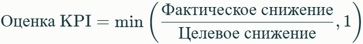 Оценка KPI = min ( Фактическое снижение / Целевое снижение , 1 )